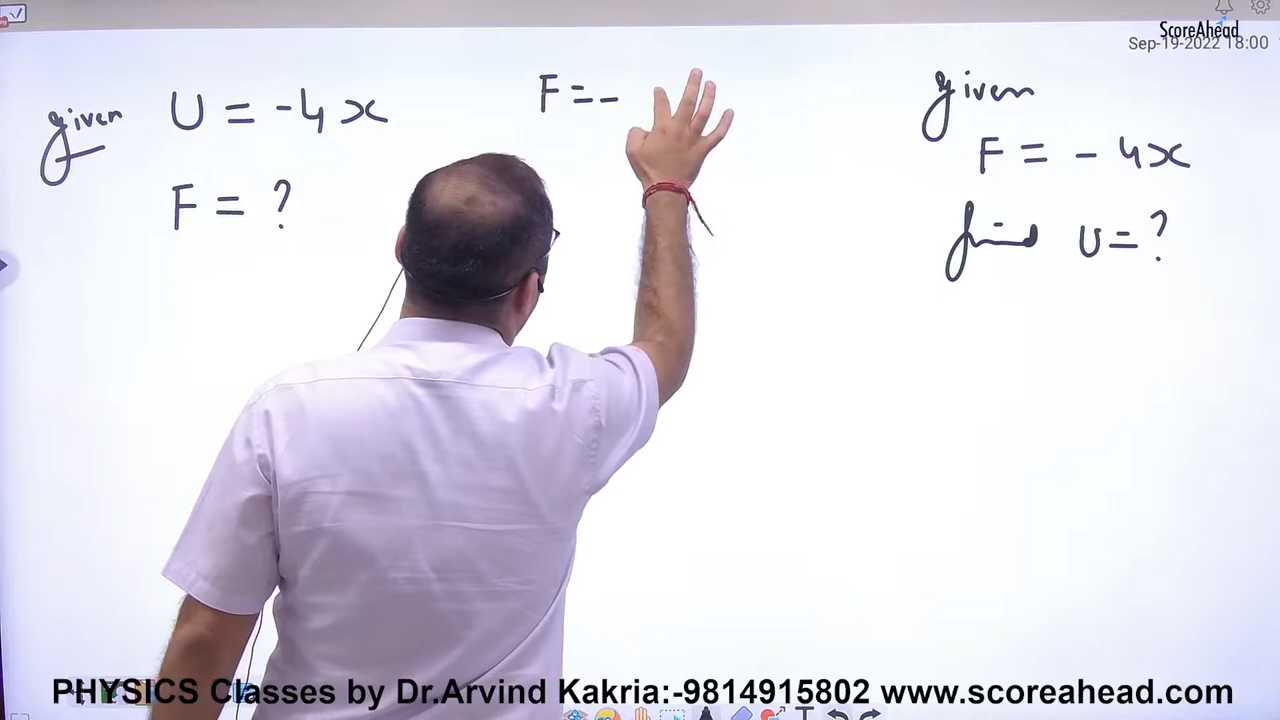 ScoreAhead
Sep-19-2022 18:00
given U = -4x
F = ?
F = -
given
F = - 4x
find U = ?
PHYSICS Classes by Dr.Arvind Kakria:-9814915802 www.scoreahead.com